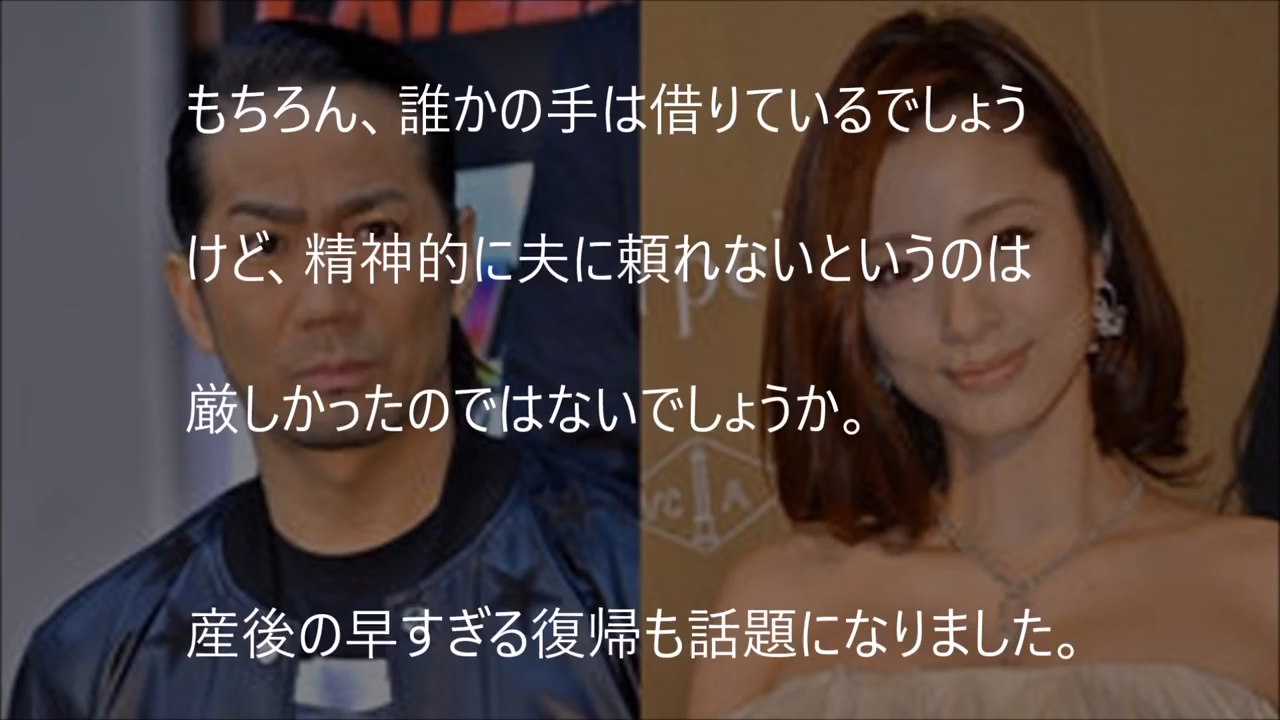 もちろん、誰かの手は借りているでしょう
けど、精神的に夫に頼れないというのは
厳しかったのではないでしょうか。
産後の早すぎる復帰も話題になりました。
VC A